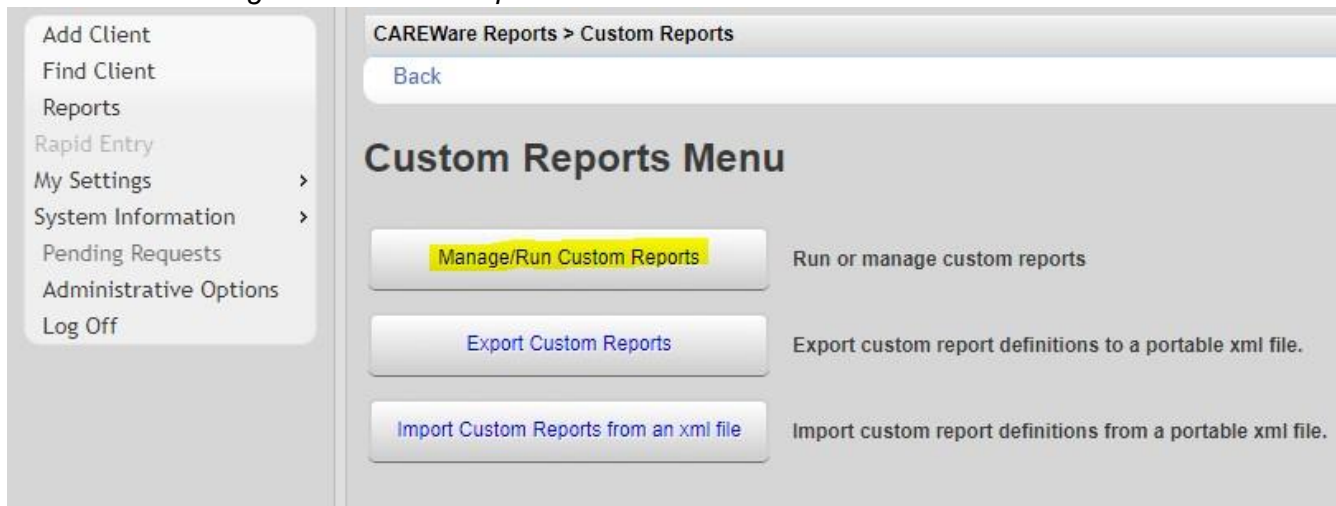 Add Client
Find Client
Reports
Rapid Entry
My Settings >
System Information >
Pending Requests
Administrative Options
Log Off
CAREWare Reports > Custom Reports
Back
Custom Reports Menu
Manage/Run Custom Reports
Run or manage custom reports
Export Custom Reports
Export custom report definitions to a portable xml file.
Import Custom Reports from an xml file
Import custom report definitions from a portable xml file.